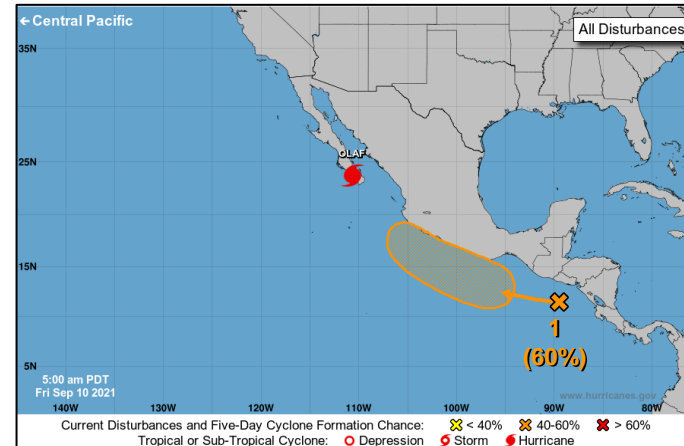 ← Central Pacific
All Disturbances
35N
OLAF
25N
15N
1
(60%)
5N
5:00 am PDT
Fri Sep 10 2021
www.hurricanes.gov
140W 130W 120W 110W 100W 90W 80W
Current Disturbances and Five-Day Cyclone Formation Chance: < 40% 40-60% > 60%
Tropical or Sub-Tropical Cyclone: Depression Storm Hurricane